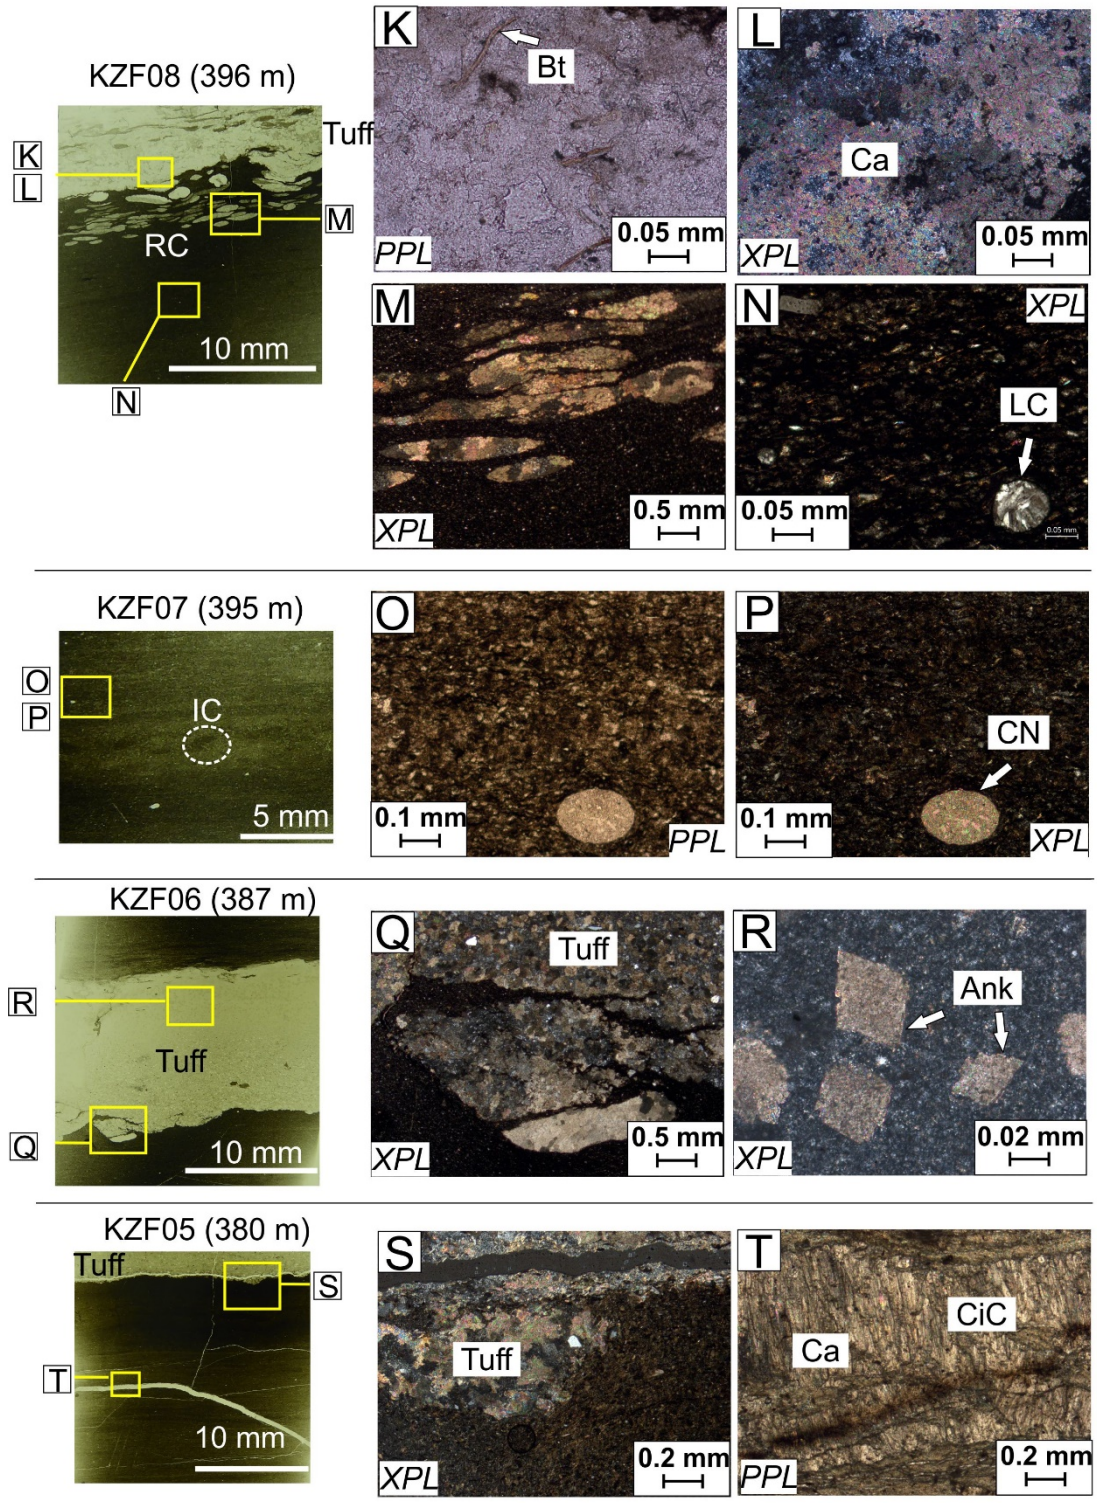 KZF08 (396 m)
Tuff
K
L
M
RC
10 mm
N
K
Bt
PPL
0.05 mm
L
Ca
XPL
0.05 mm
M
XPL
0.5 mm
N
XPL
LC
0.05 mm
0.05 mm
KZF07 (395 m)
O
P
IC
5 mm
O
0.1 mm
PPL
P
CN
0.1 mm
XPL
KZF06 (387 m)
R
Tuff
Q
10 mm
Q
Tuff
XPL
0.5 mm
R
Ank
XPL
0.02 mm
KZF05 (380 m)
Tuff
S
T
10 mm
S
Tuff
XPL
0.2 mm
T
CiC
Ca
PPL
0.2 mm